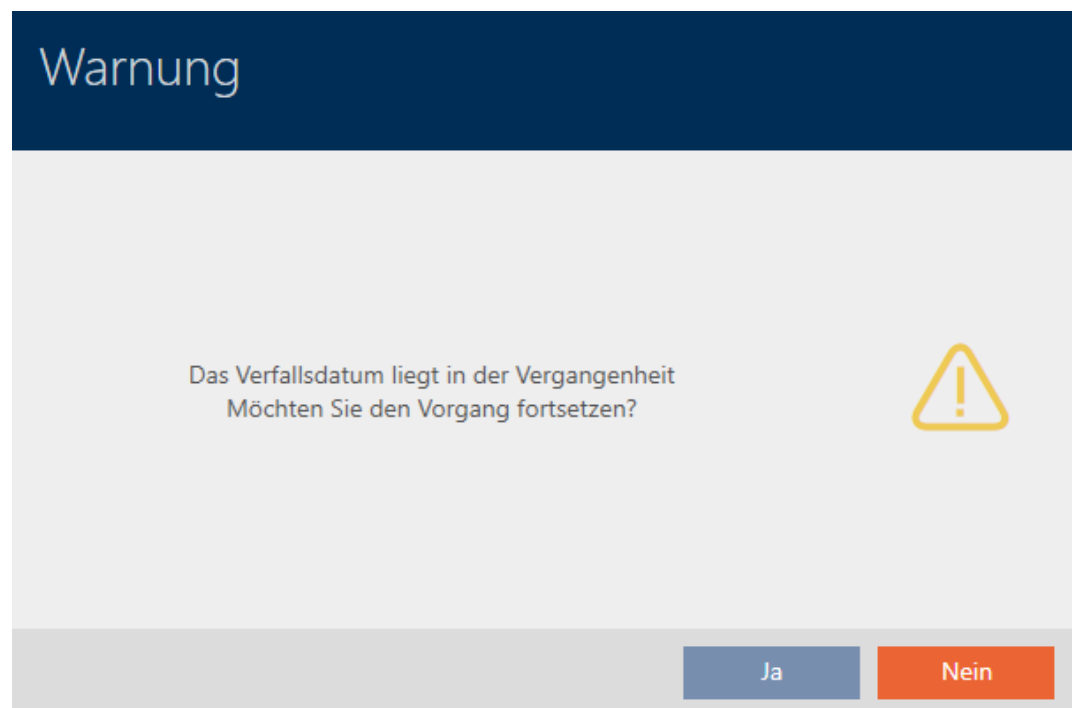 Warnung
Das Verfallsdatum liegt in der Vergangenheit
Möchten Sie den Vorgang fortsetzen?
Ja
Nein